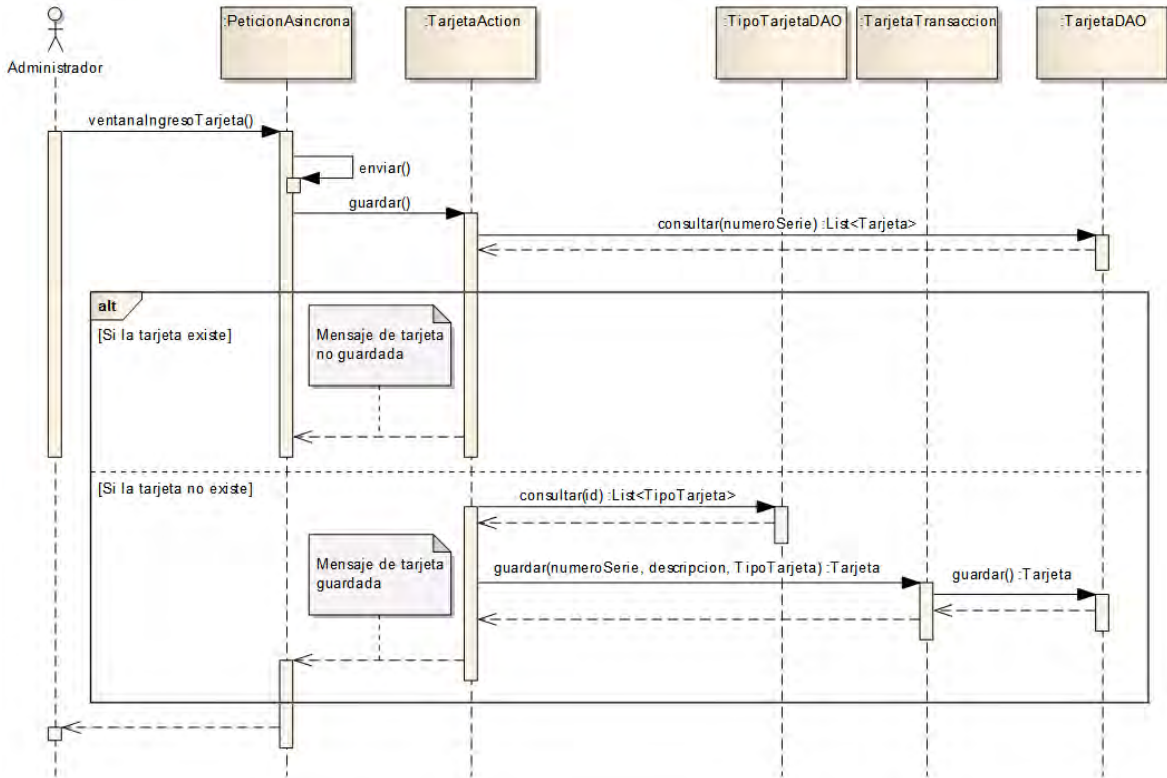 :PeticionAsincrona
:TarjetaAction
:TipoTarjetaDAO
:TarjetaTransaccion
:TarjetaDAO
Administrador
ventanaIngresoTarjeta()
enviar()
guardar()
consultar(numeroSerie) :List<Tarjeta>
alt
[Si la tarjeta existe]
Mensaje de tarjeta
no guardada
[Si la tarjeta no existe]
consultar(id) :List<TipoTarjeta>
Mensaje de tarjeta
guardada
guardar(numeroSerie, descripcion, TipoTarjeta) :Tarjeta
guardar() :Tarjeta